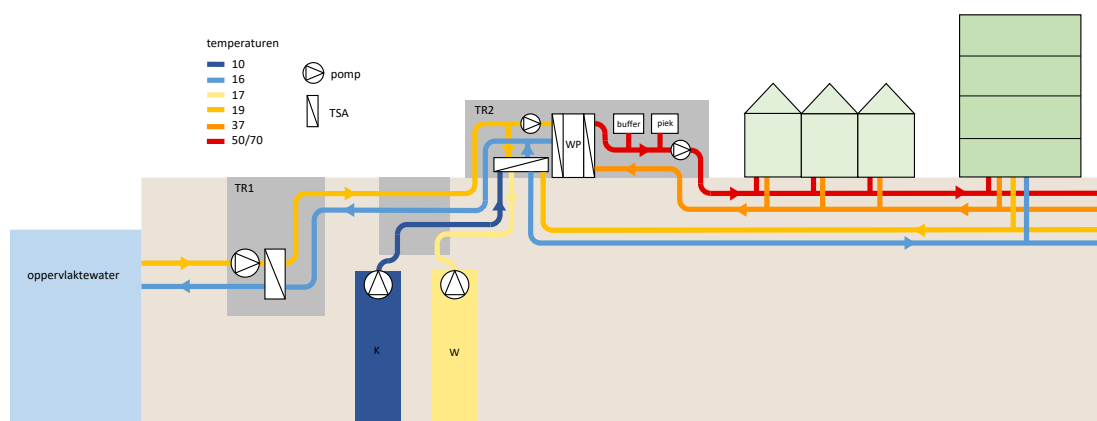 temperaturen
10
16
17
19
37
50/70
pomp
TSA
TR2
buffer
piek
WP
TR1
oppervlaktewater
K
W